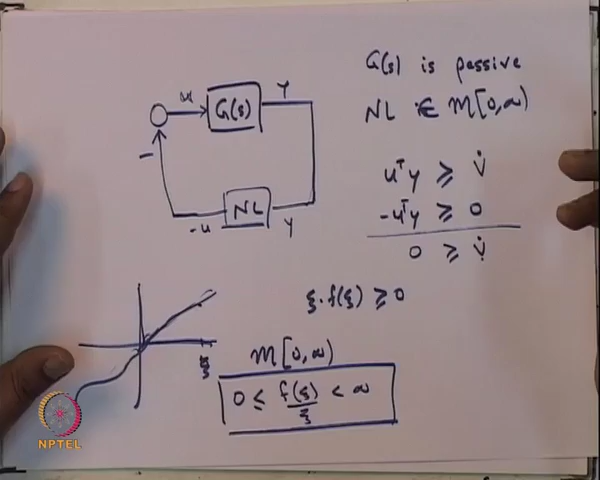 G(s) is passive
NL ∈ M[0,∞)
u G(s) y
−
NL
-u y
uᵀy ≥ V̇
-uᵀy ≥ 0
0 ≥ V̇
ξ·f(ξ) ≥ 0
ξ
M[0,∞)
0 ≤ f(ξ)/ξ < ∞
NPTEL